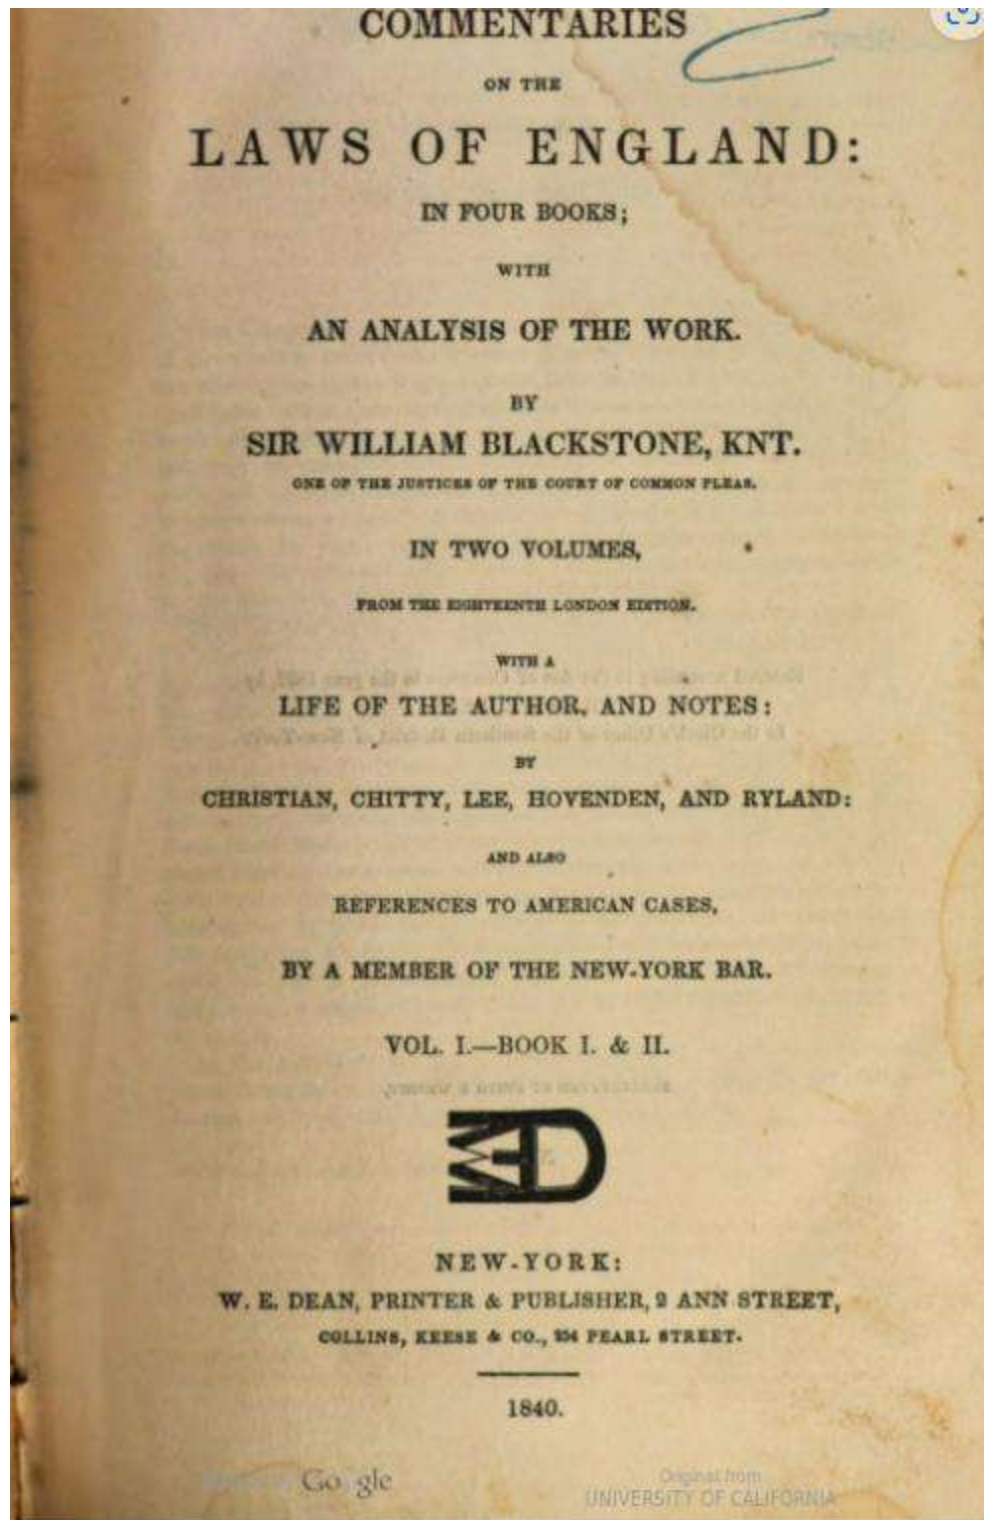 COMMENTARIES
ON THE
LAWS OF ENGLAND:
IN FOUR BOOKS;
WITH
AN ANALYSIS OF THE WORK.
BY
SIR WILLIAM BLACKSTONE, KNT.
ONE OF THE JUSTICES OF THE COURT OF COMMON PLEAS.
IN TWO VOLUMES,
FROM THE EIGHTEENTH LONDON EDITION.
WITH A
LIFE OF THE AUTHOR, AND NOTES:
BY
CHRISTIAN, CHITTY, LEE, HOVENDEN, AND RYLAND:
AND ALSO
REFERENCES TO AMERICAN CASES,
BY A MEMBER OF THE NEW-YORK BAR.
VOL. I.—BOOK I. & II.
NEW-YORK:
W. E. DEAN, PRINTER & PUBLISHER, 2 ANN STREET,
COLLINS, KEESE & CO., 254 PEARL STREET.
1840.
Google
Original from
UNIVERSITY OF CALIFORNIA